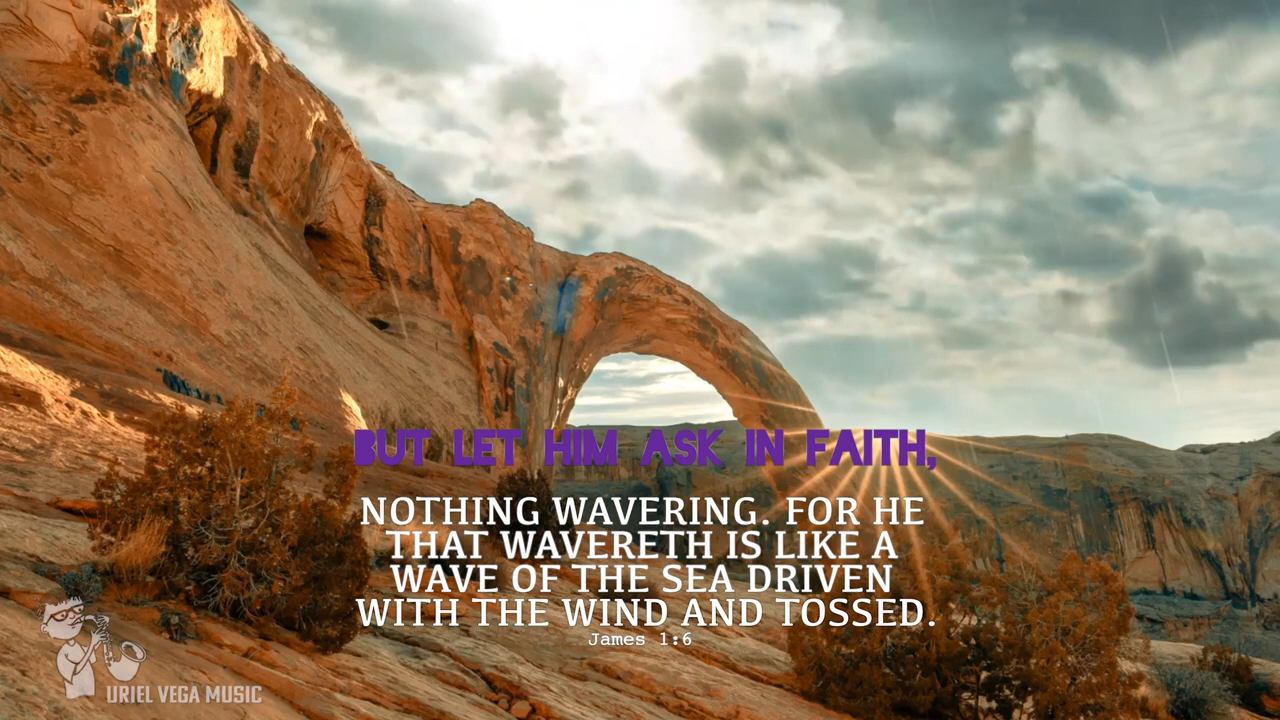 BUT LET HIM ASK IN FAITH,
NOTHING WAVERING. FOR HE
THAT WAVERETH IS LIKE A
WAVE OF THE SEA DRIVEN
WITH THE WIND AND TOSSED.
James 1:6
URIEL VEGA MUSIC